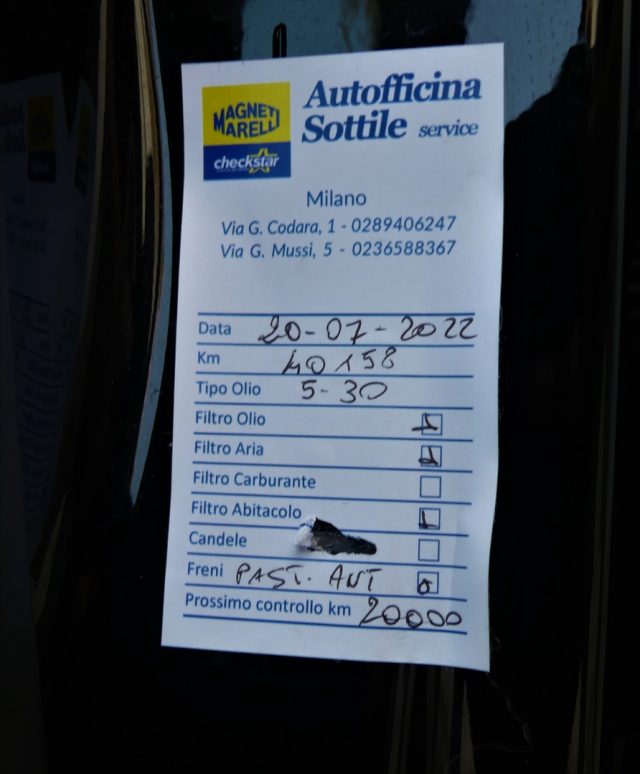 MAGNETI
MARELLI
checkstar
Autofficina
Sottile service
Milano
Via G. Codara, 1 - 0289406247
Via G. Mussi, 5 - 0236588367
Data 20-07-2022
Km 40158
Tipo Olio 5-30
Filtro Olio
Filtro Aria
Filtro Carburante
Filtro Abitacolo
Candele
Freni PAST. ANT
Prossimo controllo km 20000